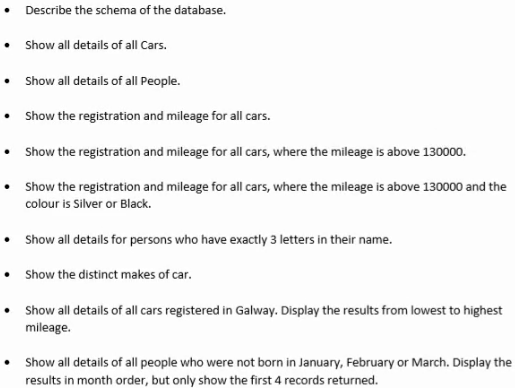 • Describe the schema of the database.
• Show all details of all Cars.
• Show all details of all People.
• Show the registration and mileage for all cars.
• Show the registration and mileage for all cars, where the mileage is above 130000.
• Show the registration and mileage for all cars, where the mileage is above 130000 and the
colour is Silver or Black.
• Show all details for persons who have exactly 3 letters in their name.
• Show the distinct makes of car.
• Show all details of all cars registered in Galway. Display the results from lowest to highest
mileage.
• Show all details of all people who were not born in January, February or March. Display the
results in month order, but only show the first 4 records returned.